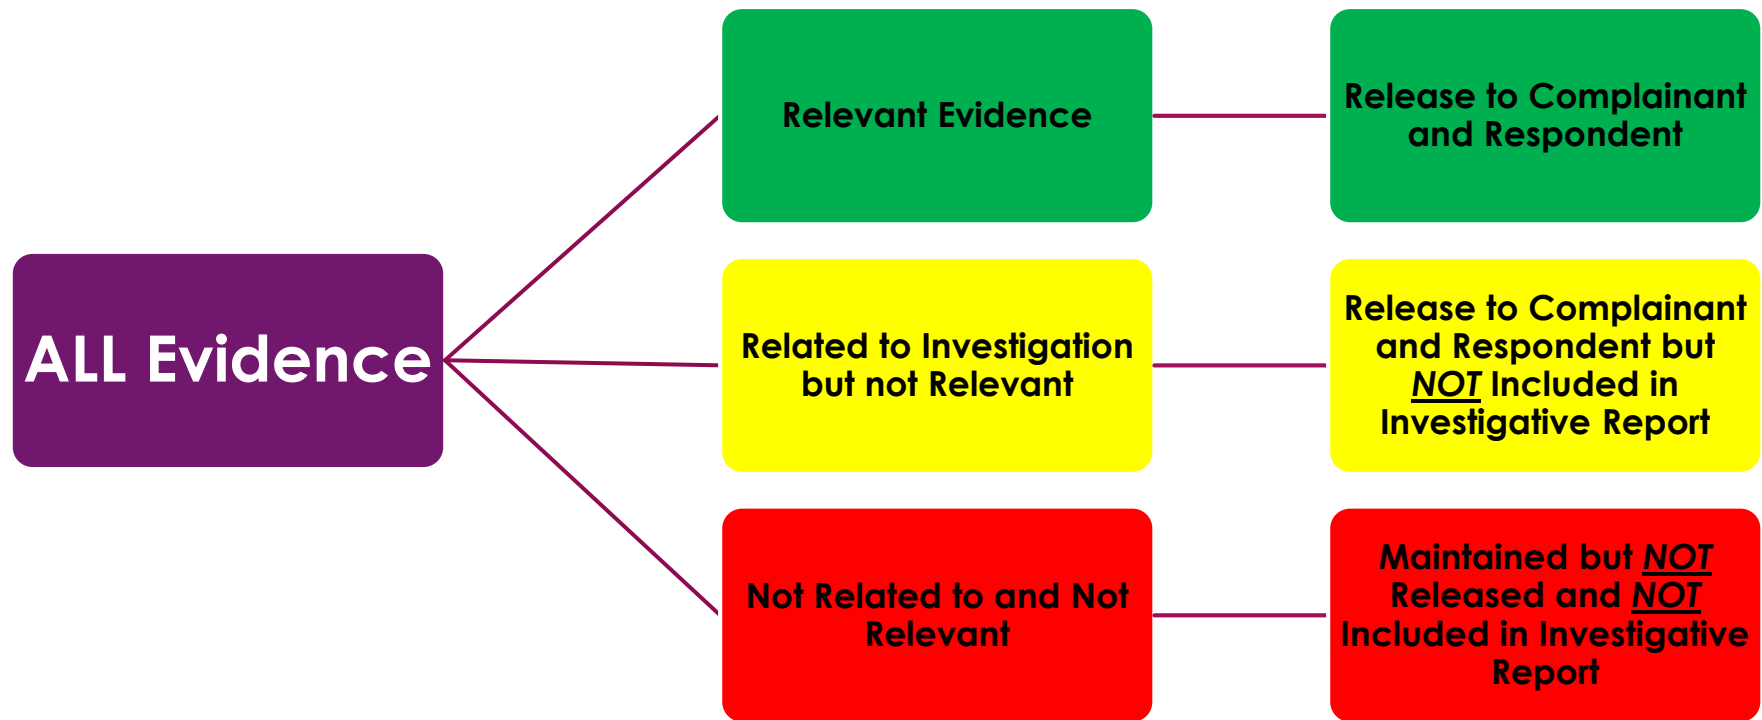 Relevant Evidence
Release to Complainant
and Respondent
ALL Evidence
Related to Investigation
but not Relevant
Release to Complainant
and Respondent but
NOT Included in
Investigative Report
Not Related to and Not
Relevant
Maintained but NOT
Released and NOT
Included in Investigative
Report